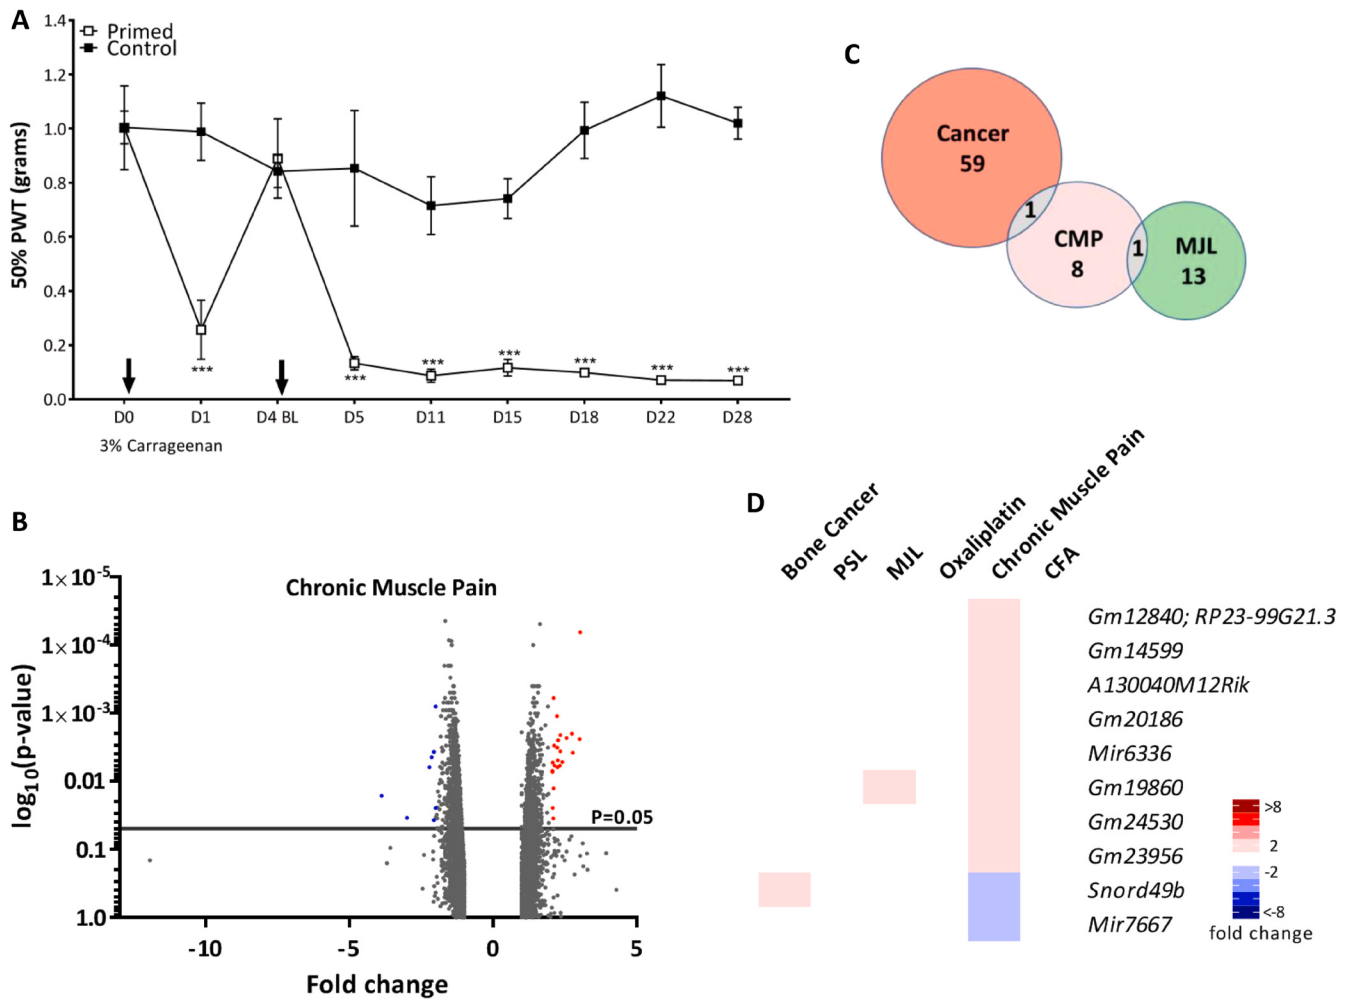 A
1.4
1.2
1.0
0.8
0.6
0.4
0.2
0.0
50% PWT (grams)
Primed
Control
***
***
***
***
***
***
***
D0 D1 D4 BL D5 D11 D15 D18 D22 D28
3% Carrageenan
C
Cancer
59
1
CMP
8
1
MJL
13
B
Chronic Muscle Pain
log10(p-value)
1×10-5
1×10-4
1×10-3
0.01
0.1
1.0
P=0.05
-10 -5 0 5
Fold change
D
Bone Cancer
PSL
MJL
Oxaliplatin
Chronic Muscle Pain
CFA
Gm12840; RP23-99G21.3
Gm14599
A130040M12Rik
Gm20186
Mir6336
Gm19860
Gm24530
Gm23956
Snord49b
Mir7667
>8
2
-2
<-8
fold change